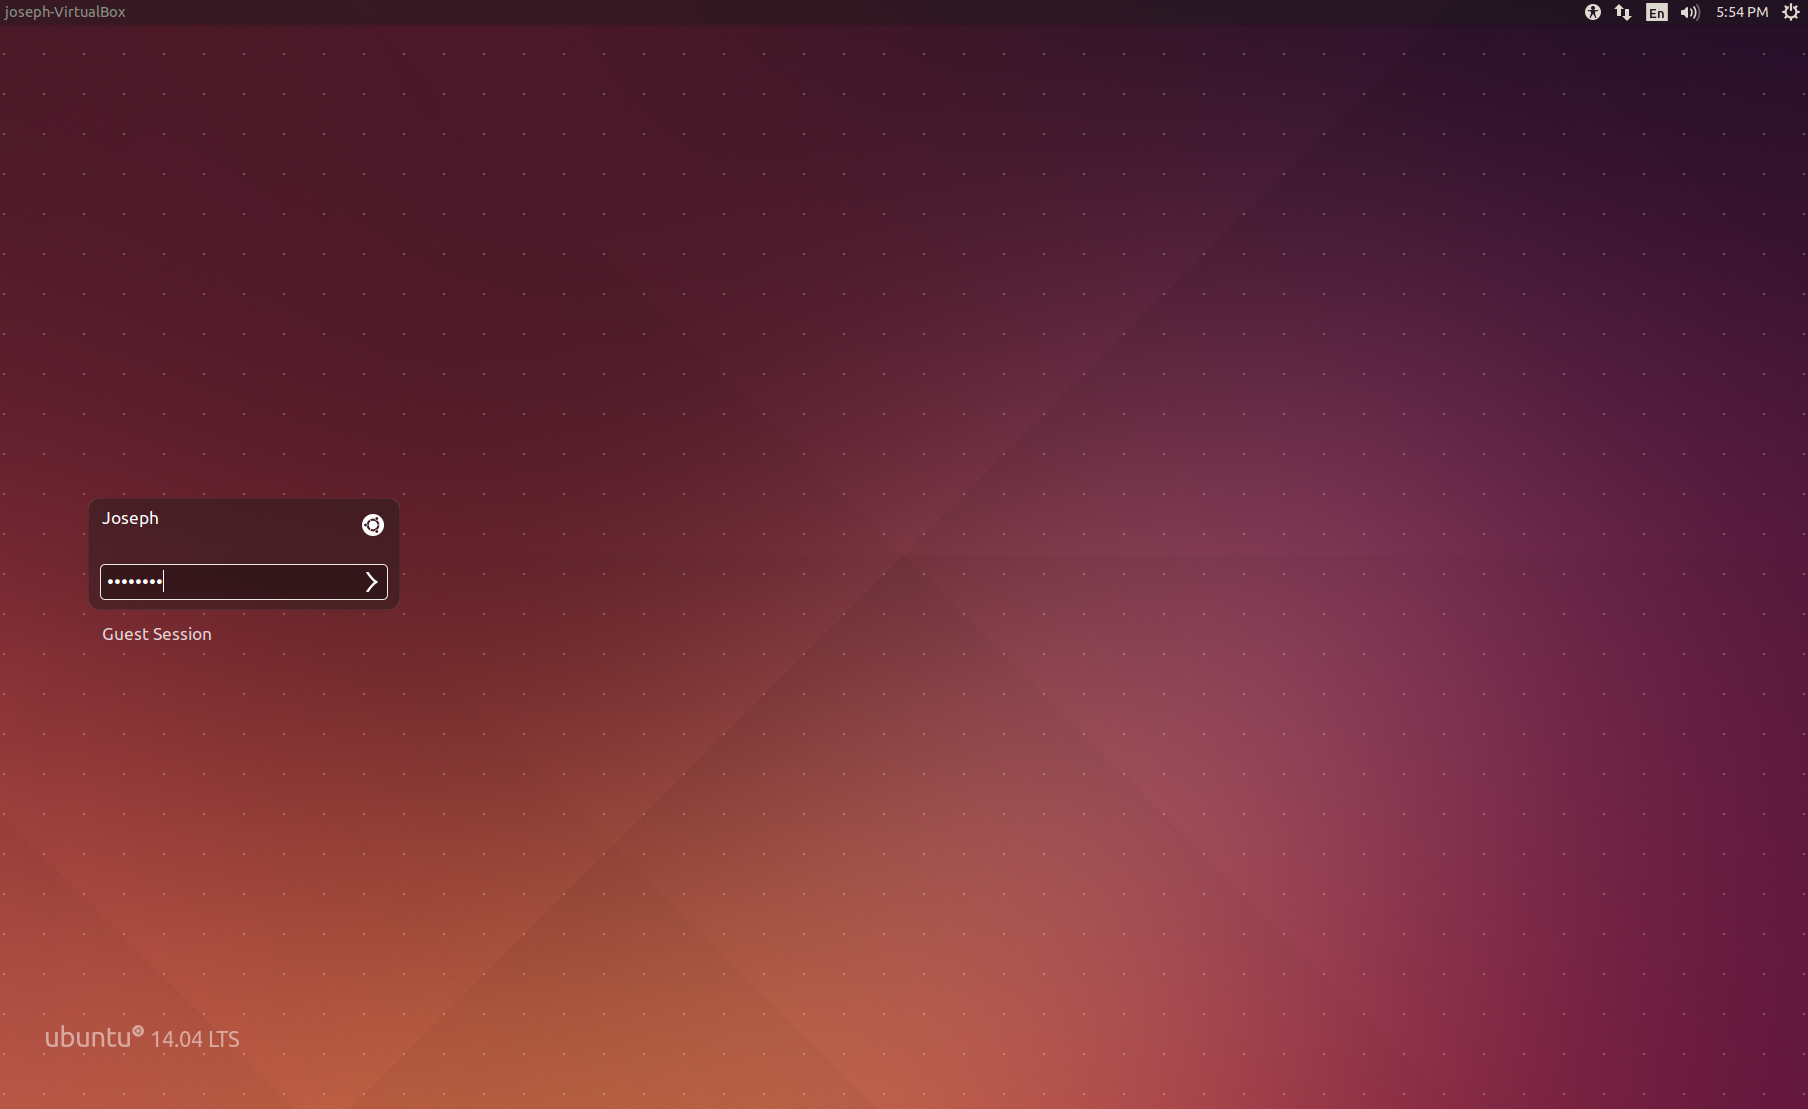 joseph-VirtualBox
En
5:54 PM
Joseph
••••••••
Guest Session
ubuntu 14.04 LTS